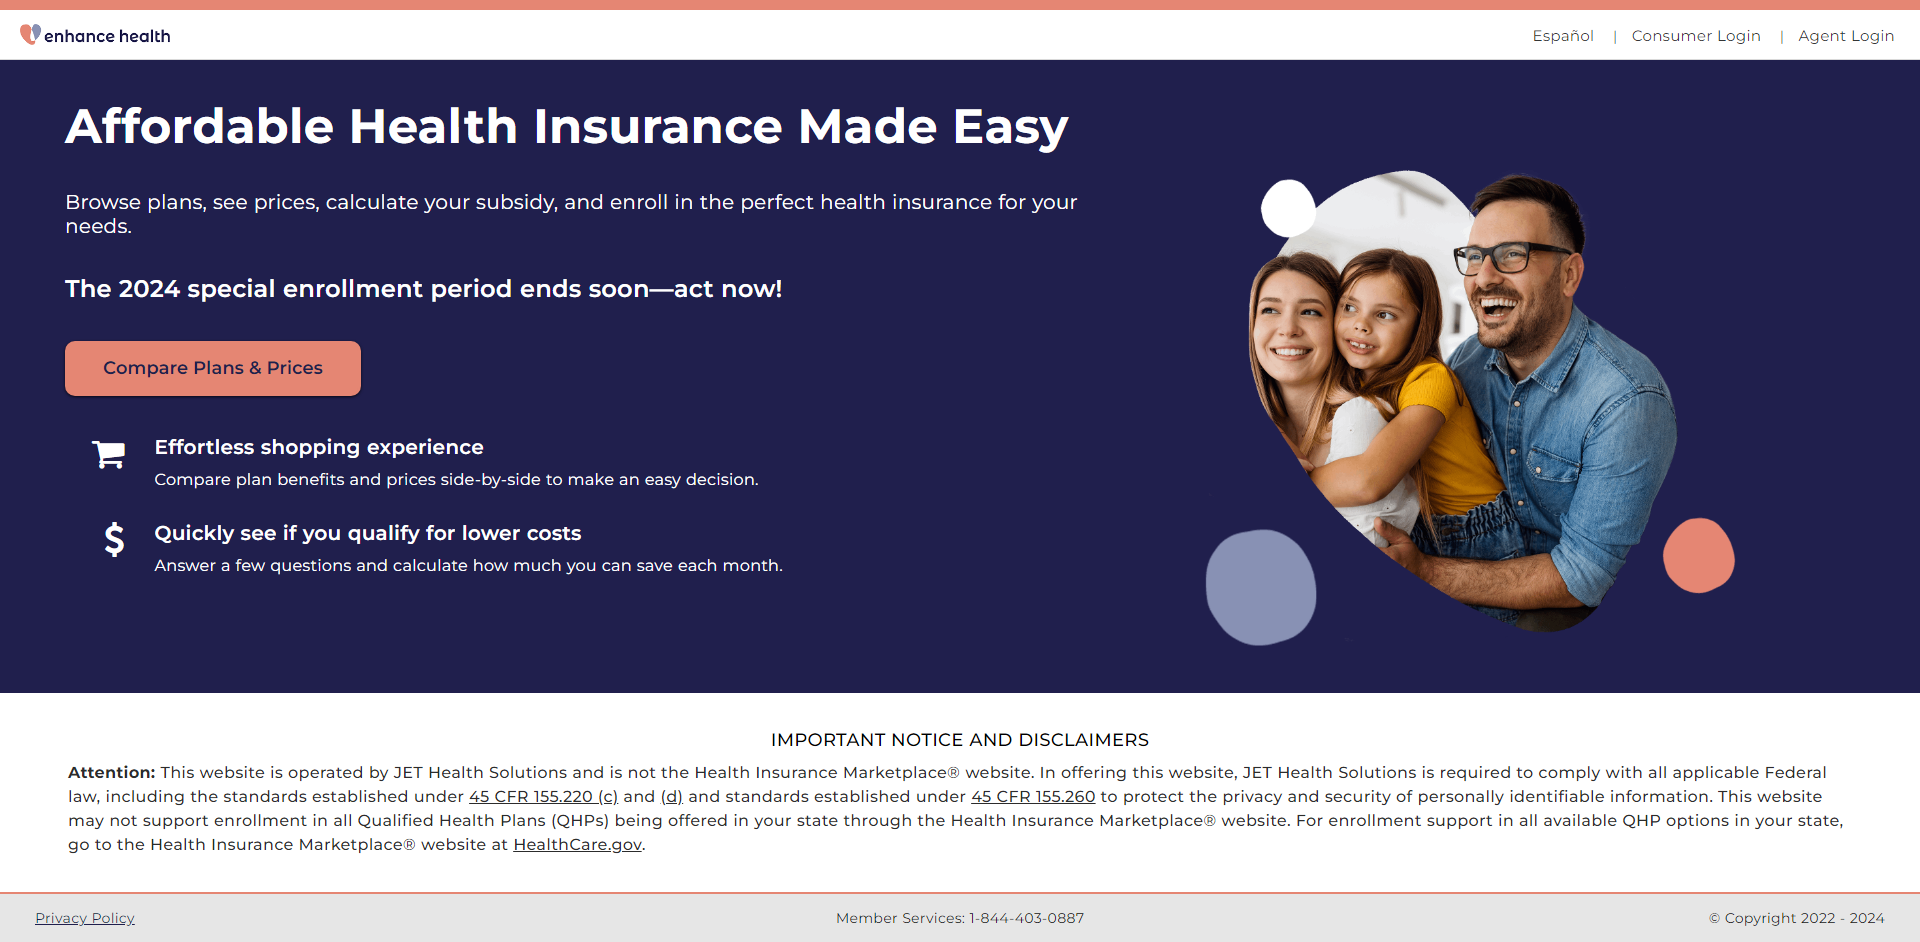 enhance health
Español | Consumer Login | Agent Login
Affordable Health Insurance Made Easy
Browse plans, see prices, calculate your subsidy, and enroll in the perfect health insurance for your
needs.
The 2024 special enrollment period ends soon—act now!
Compare Plans & Prices
Effortless shopping experience
Compare plan benefits and prices side-by-side to make an easy decision.
Quickly see if you qualify for lower costs
Answer a few questions and calculate how much you can save each month.
IMPORTANT NOTICE AND DISCLAIMERS
Attention: This website is operated by JET Health Solutions and is not the Health Insurance Marketplace® website. In offering this website, JET Health Solutions is required to comply with all applicable Federal
law, including the standards established under 45 CFR 155.220 (c) and (d) and standards established under 45 CFR 155.260 to protect the privacy and security of personally identifiable information. This website
may not support enrollment in all Qualified Health Plans (QHPs) being offered in your state through the Health Insurance Marketplace® website. For enrollment support in all available QHP options in your state,
go to the Health Insurance Marketplace® website at HealthCare.gov.
Privacy Policy
Member Services: 1-844-403-0887
© Copyright 2022 - 2024